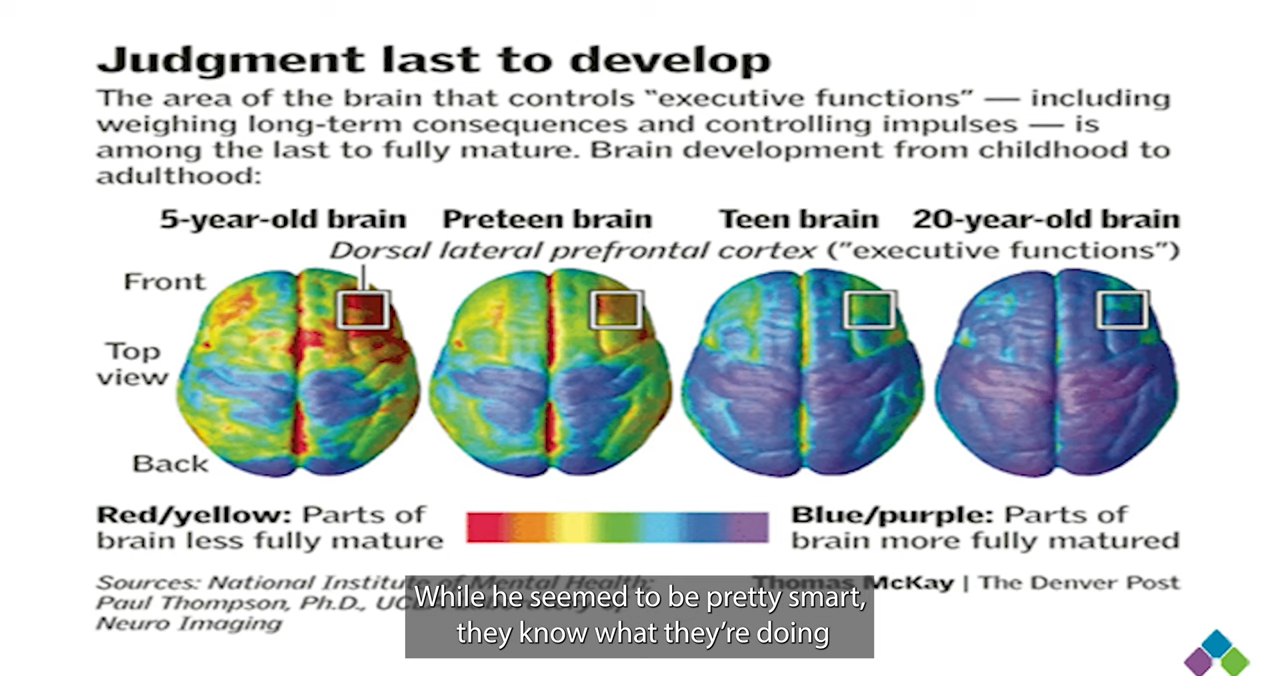 Judgment last to develop
The area of the brain that controls "executive functions" — including
weighing long-term consequences and controlling impulses — is
among the last to fully mature. Brain development from childhood to
adulthood:
5-year-old brain Preteen brain Teen brain 20-year-old brain
Dorsal lateral prefrontal cortex ("executive functions")
Front
Top
view
Back
Red/yellow: Parts of
brain less fully mature
Blue/purple: Parts of
brain more fully matured
Sources: National Institute of Mental Health;
Paul Thompson, Ph.D., UC
Neuro Imaging
Thomas McKay | The Denver Post
While he seemed to be pretty smart,
they know what they're doing